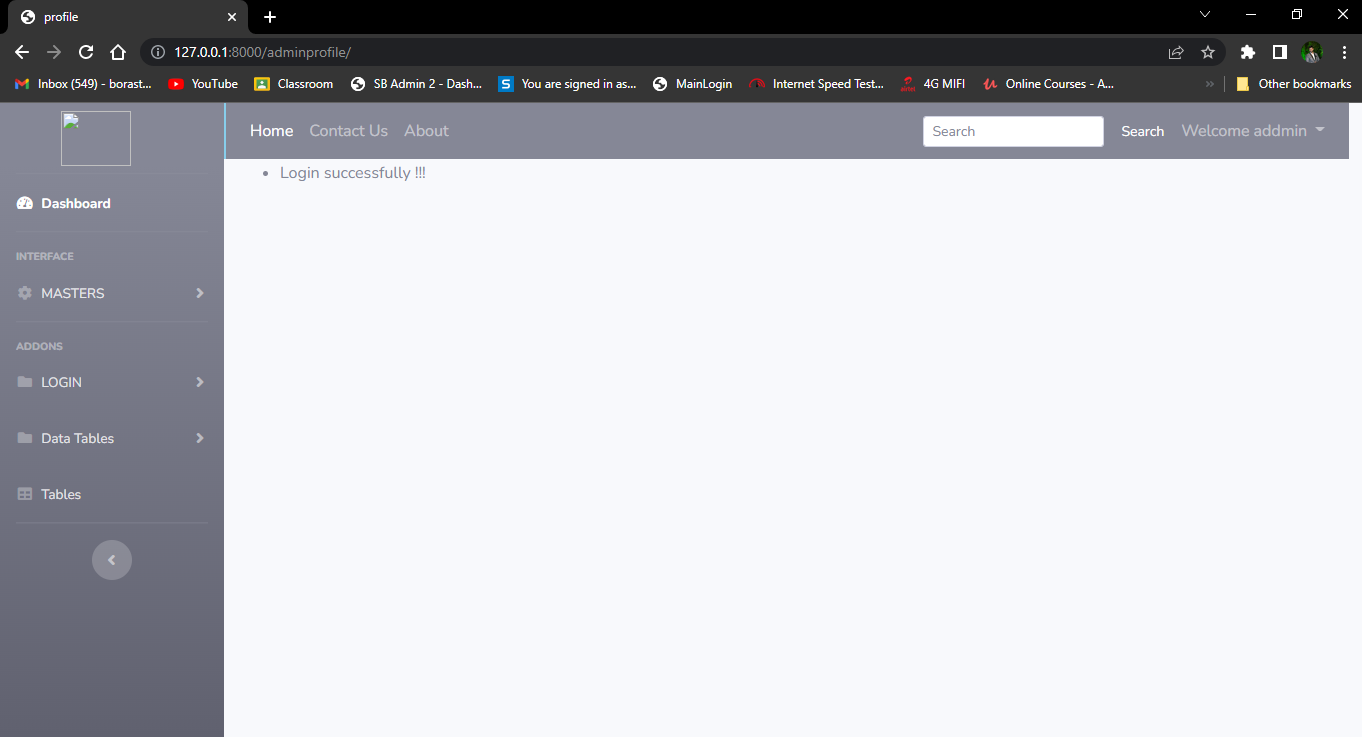 profile
127.0.0.1:8000/adminprofile/
Inbox (549) - borast...
YouTube
Classroom
SB Admin 2 - Dash...
You are signed in as...
MainLogin
Internet Speed Test...
4G MIFI
Online Courses - A...
»
Other bookmarks
Home
Contact Us
About
Search
Search
Welcome addmin
Login successfully !!!
Dashboard
INTERFACE
MASTERS
ADDONS
LOGIN
Data Tables
Tables